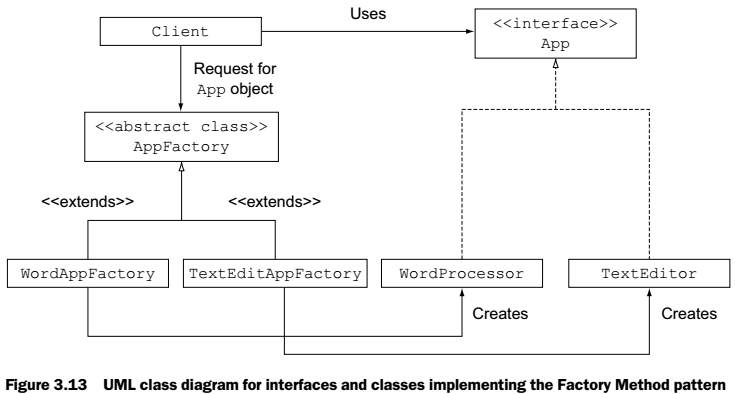 Uses
Client
<<interface>>
App
Request for
App object
<<abstract class>>
AppFactory
<<extends>>
<<extends>>
WordAppFactory
TextEditAppFactory
WordProcessor
TextEditor
Creates
Creates
Figure 3.13 UML class diagram for interfaces and classes implementing the Factory Method pattern